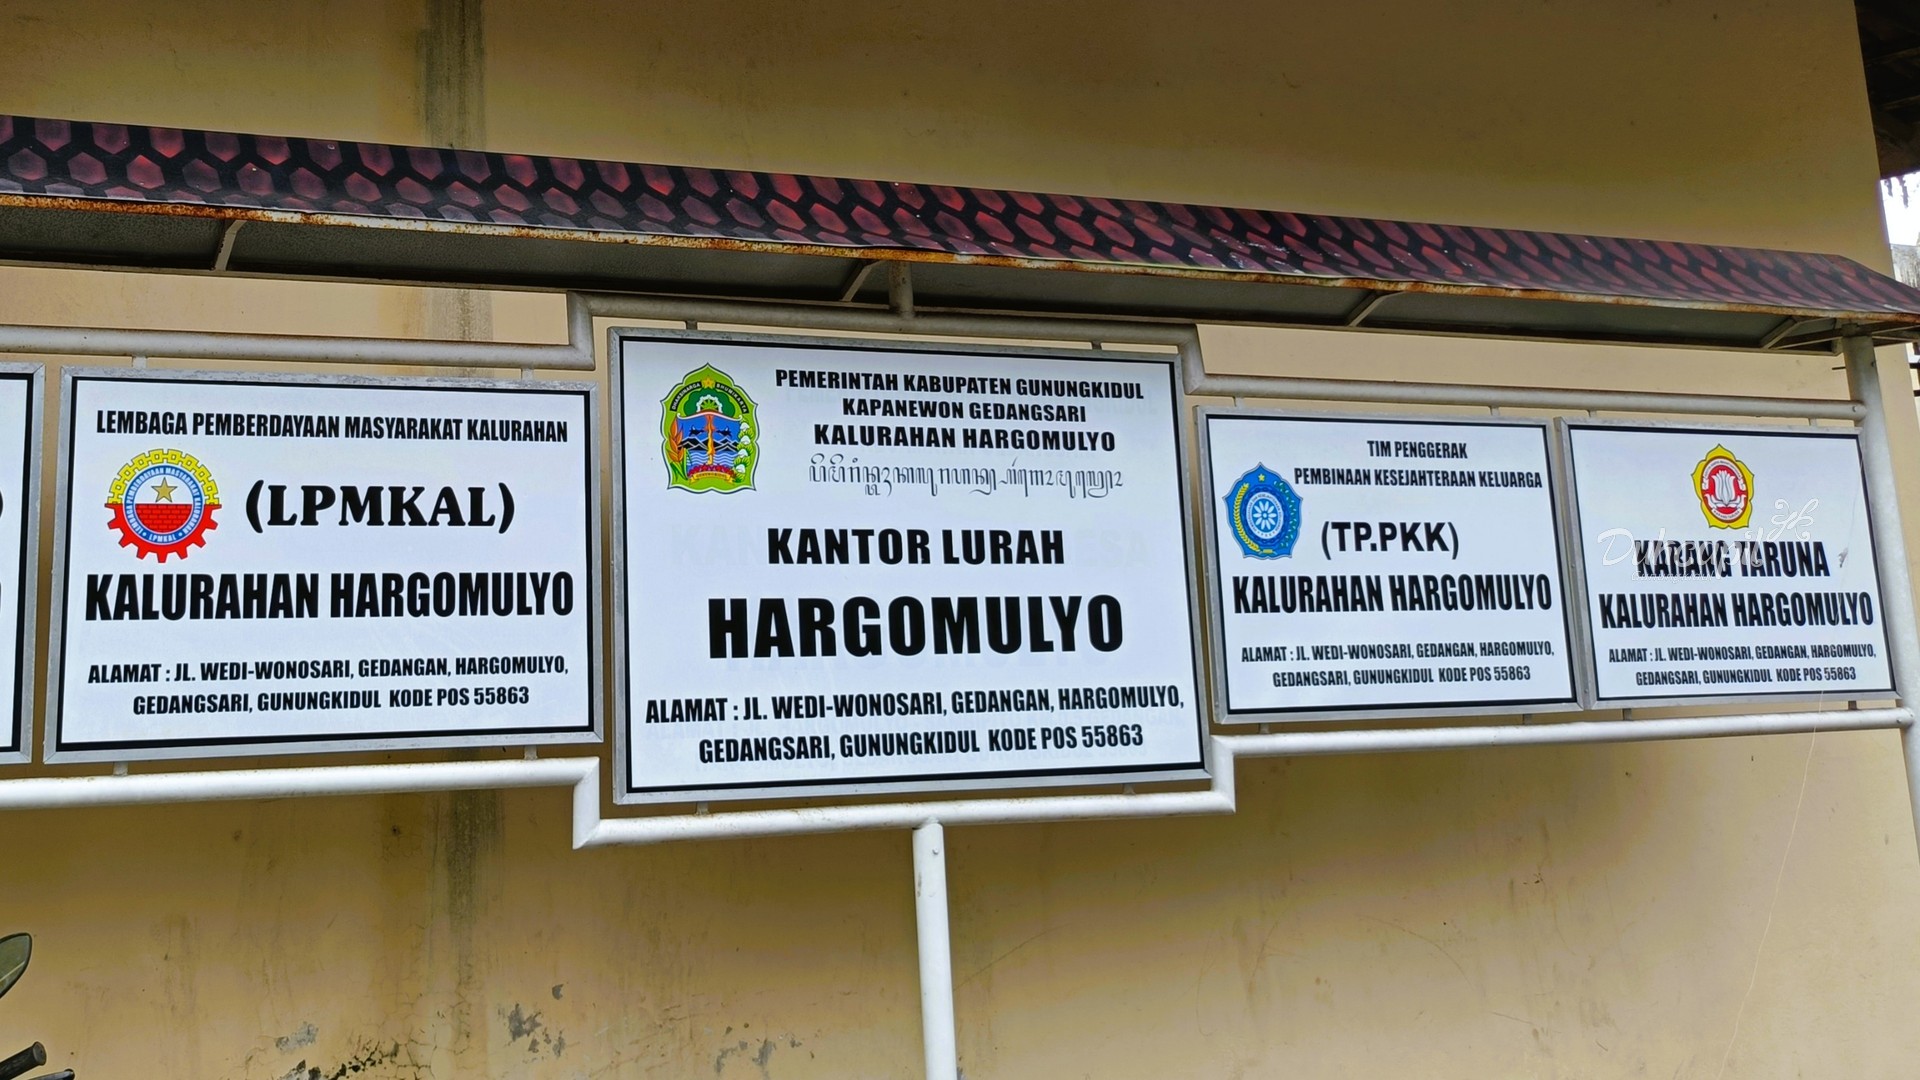 LEMBAGA PEMBERDAYAAN MASYARAKAT KALURAHAN
(LPMKAL)
KALURAHAN HARGOMULYO
ALAMAT : JL. WEDI-WONOSARI, GEDANGAN, HARGOMULYO,
GEDANGSARI, GUNUNGKIDUL KODE POS 55863
PEMERINTAH KABUPATEN GUNUNGKIDUL
KAPANEWON GEDANGSARI
KALURAHAN HARGOMULYO
KANTOR LURAH
HARGOMULYO
ALAMAT : JL. WEDI-WONOSARI, GEDANGAN, HARGOMULYO,
GEDANGSARI, GUNUNGKIDUL KODE POS 55863
TIM PENGGERAK
PEMBINAAN KESEJAHTERAAN KELUARGA
(TP.PKK)
KALURAHAN HARGOMULYO
ALAMAT : JL. WEDI-WONOSARI, GEDANGAN, HARGOMULYO,
GEDANGSARI, GUNUNGKIDUL KODE POS 55863
KARANG TARUNA
KALURAHAN HARGOMULYO
ALAMAT : JL. WEDI-WONOSARI, GEDANGAN, HARGOMULYO,
GEDANGSARI, GUNUNGKIDUL KODE POS 55863